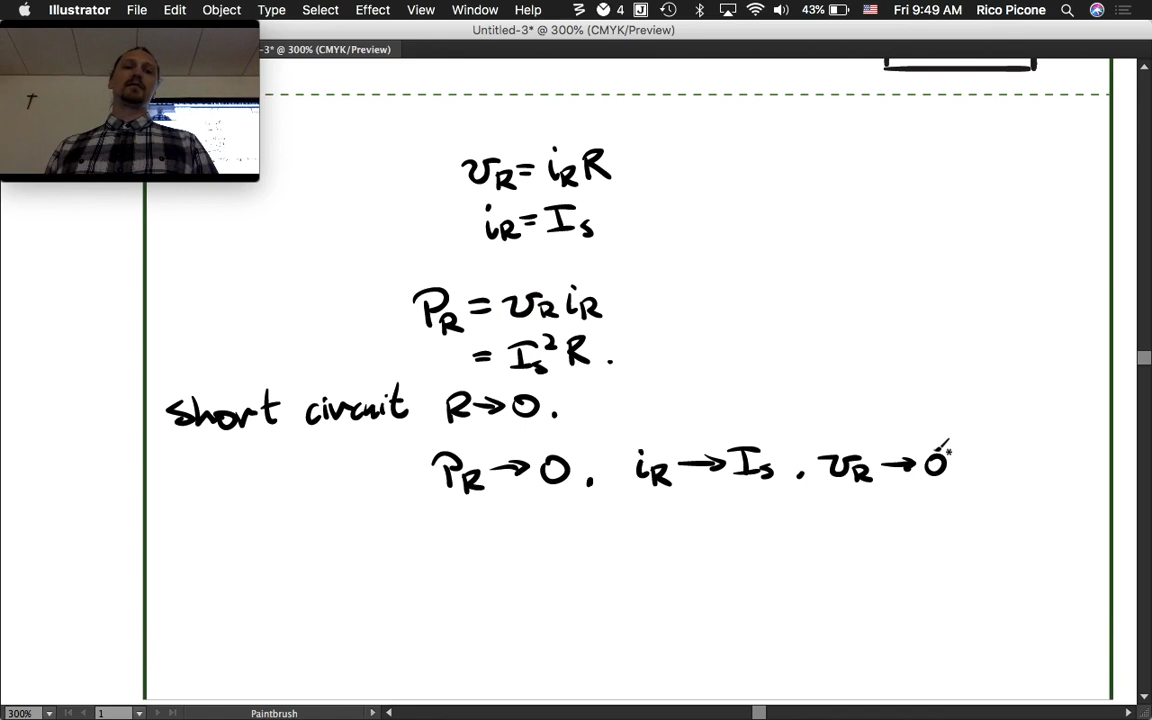 Illustrator File Edit Object Type Select Effect View Window Help 4 43% Fri 9:49 AM Rico Picone
Untitled-3* @ 300% (CMYK/Preview)
-3* @ 300% (CMYK/Preview)
v_R = i_R R
i_R = I_s
P_R = v_R i_R
= I_s² R .
short circuit R → 0 .
P_R → 0 . i_R → I_s . v_R → 0
300% 1 Paintbrush